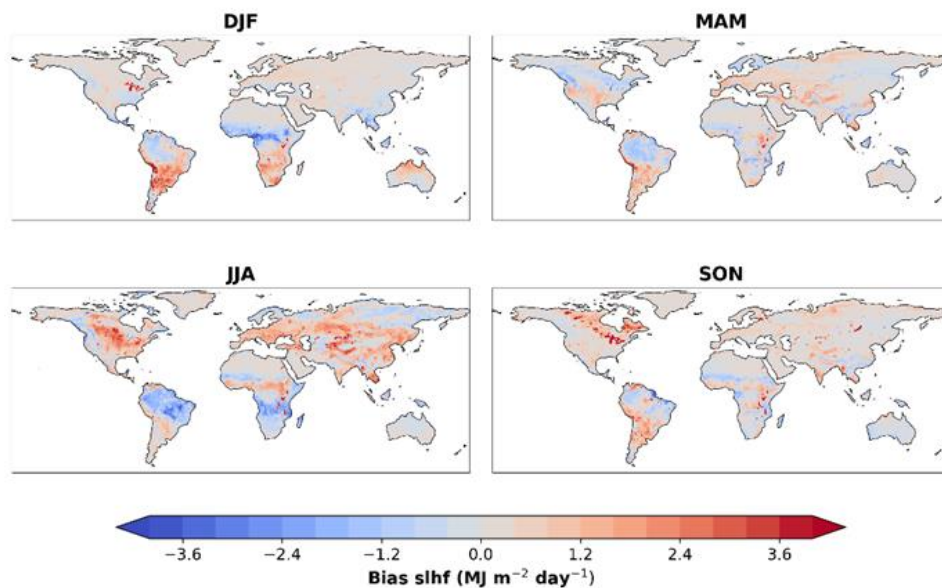 DJF
MAM
JJA
SON
−3.6 −2.4 −1.2 0.0 1.2 2.4 3.6
Bias slhf (MJ m⁻² day⁻¹)